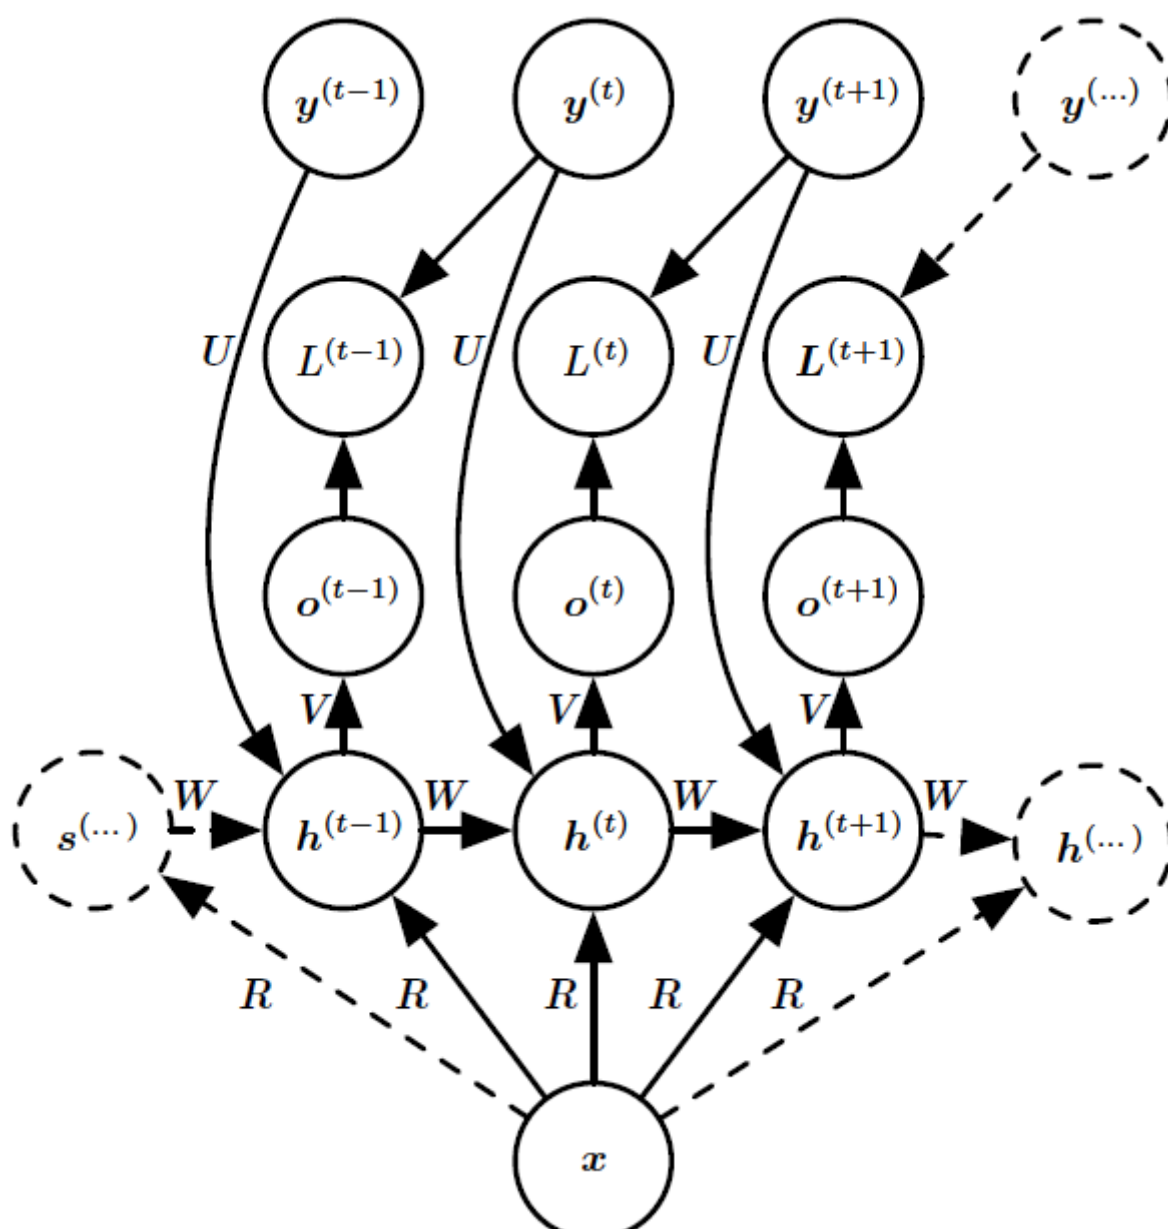 y(t−1) y(t) y(t+1) y(...)
U L(t−1) U L(t) U L(t+1)
o(t−1) o(t) o(t+1)
V V V
s(...) W h(t−1) W h(t) W h(t+1) W h(...)
R R R R R
x